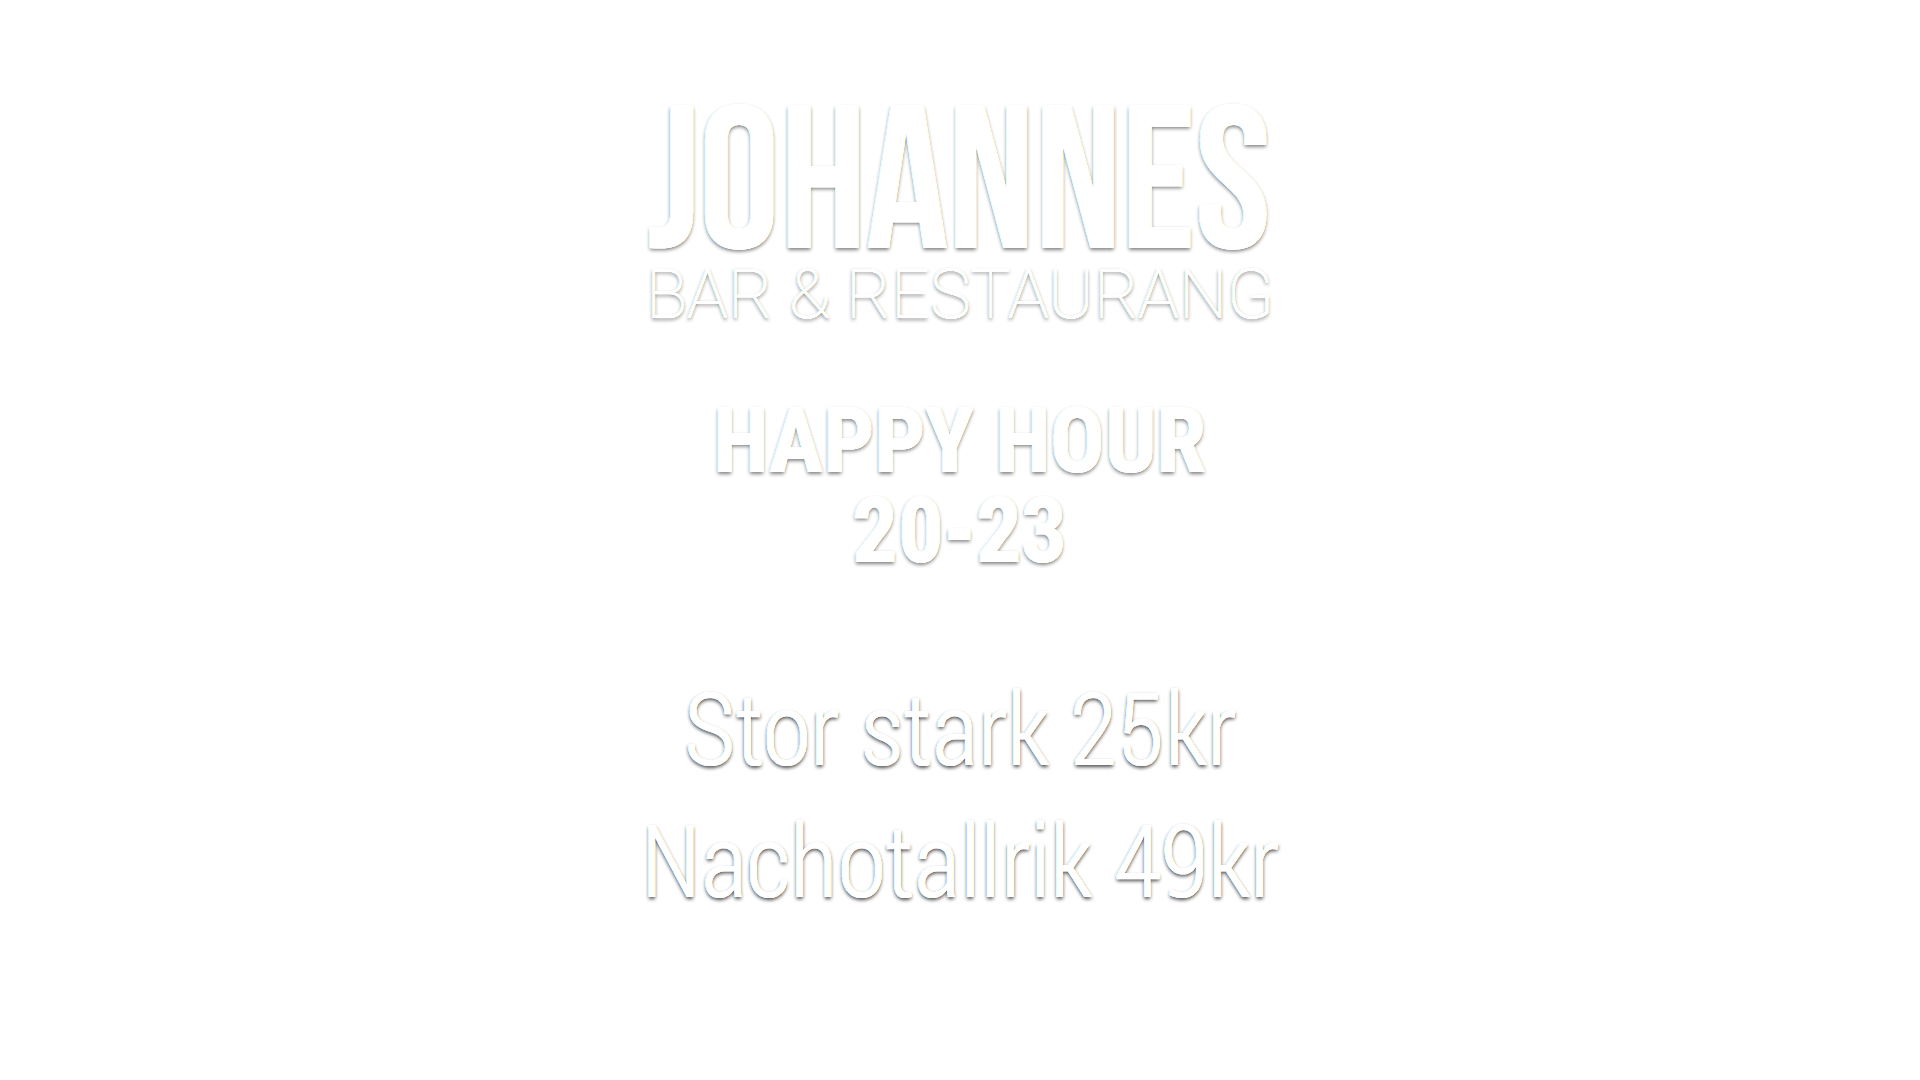 JOHANNES
BAR & RESTAURANG
HAPPY HOUR
20-23
Stor stark 25kr
Nachotallrik 49kr